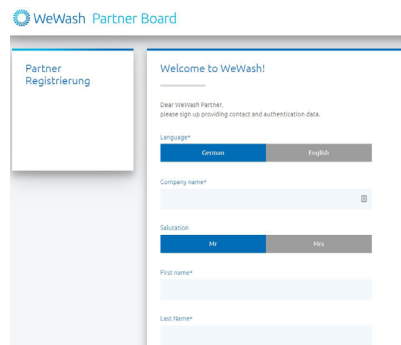 WeWash Partner Board
Partner
Registrierung
Welcome to WeWash!
Dear WeWash Partner,
please sign up providing contact and authentication data.
Language*
German English
Company name*
Salutation
Mr Mrs
First name*
Last Name*